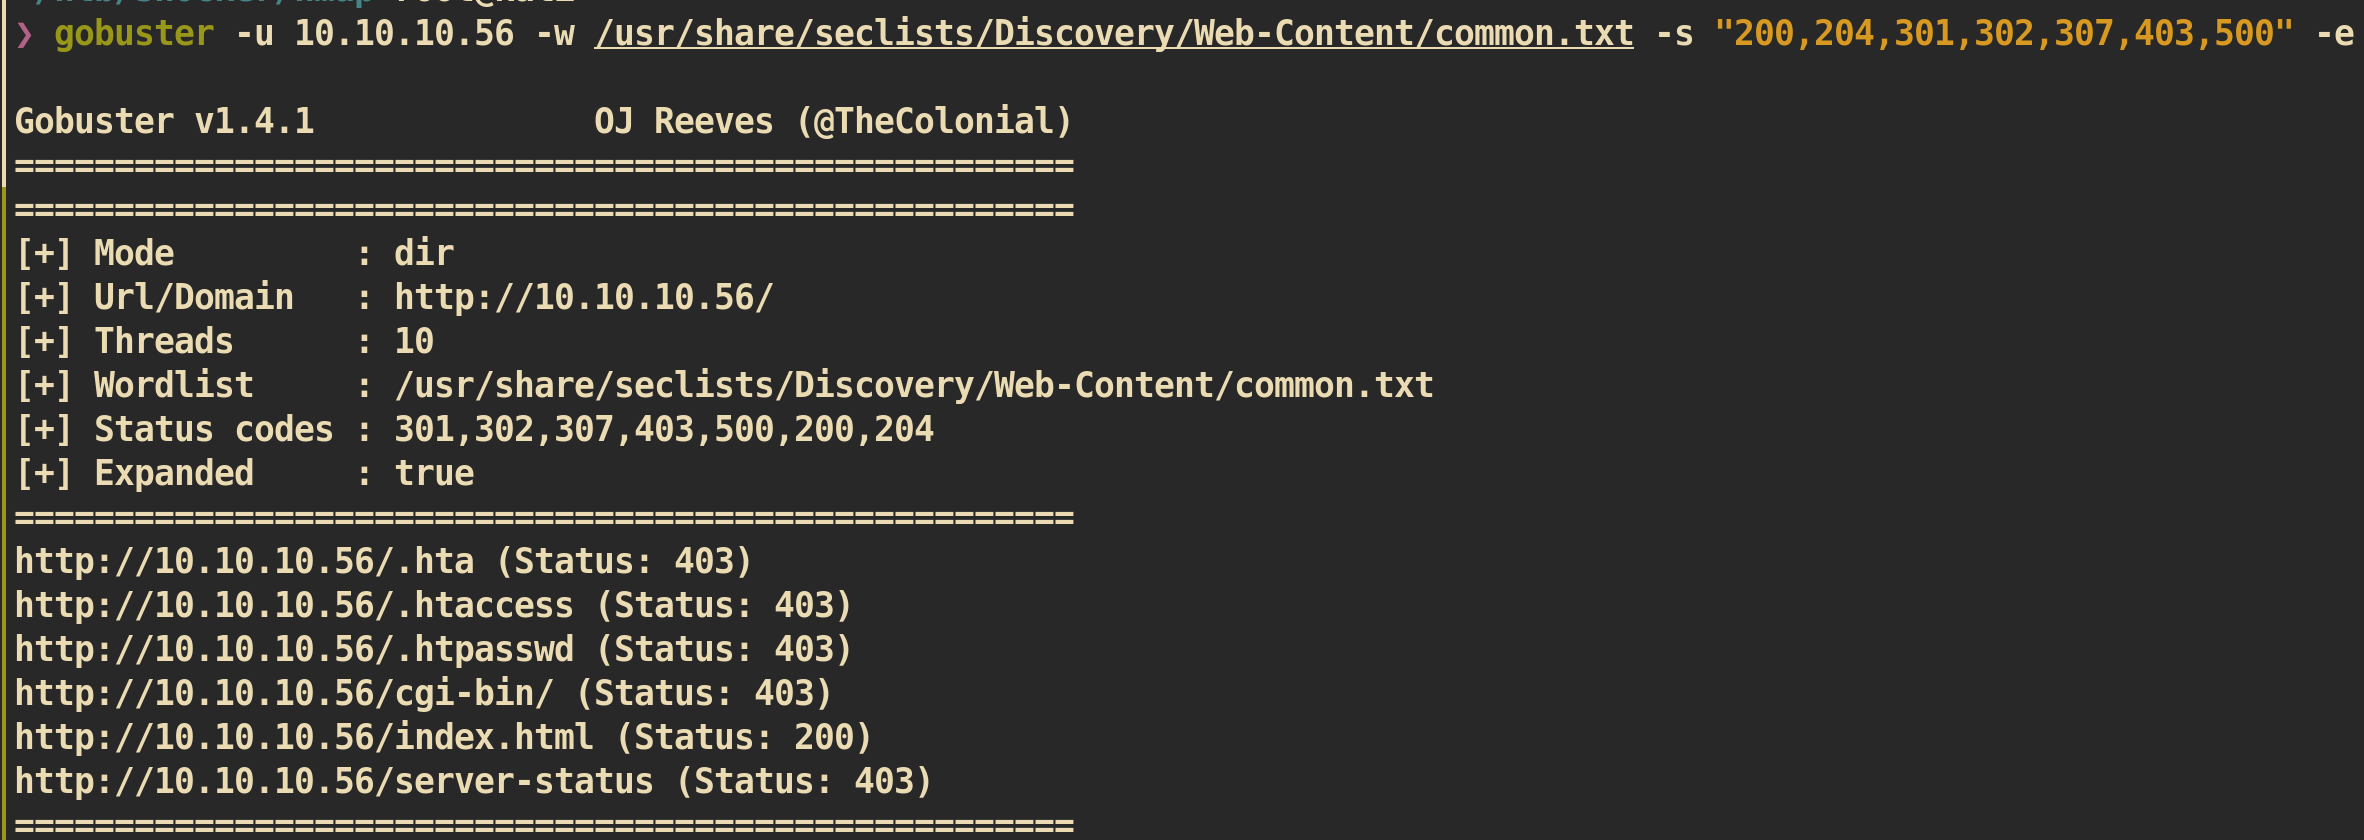 ❯ gobuster -u 10.10.10.56 -w /usr/share/seclists/Discovery/Web-Content/common.txt -s "200,204,301,302,307,403,500" -e
Gobuster v1.4.1              OJ Reeves (@TheColonial)
=====================================================
=====================================================
[+] Mode         : dir
[+] Url/Domain   : http://10.10.10.56/
[+] Threads      : 10
[+] Wordlist     : /usr/share/seclists/Discovery/Web-Content/common.txt
[+] Status codes : 301,302,307,403,500,200,204
[+] Expanded     : true
=====================================================
http://10.10.10.56/.hta (Status: 403)
http://10.10.10.56/.htaccess (Status: 403)
http://10.10.10.56/.htpasswd (Status: 403)
http://10.10.10.56/cgi-bin/ (Status: 403)
http://10.10.10.56/index.html (Status: 200)
http://10.10.10.56/server-status (Status: 403)
=====================================================